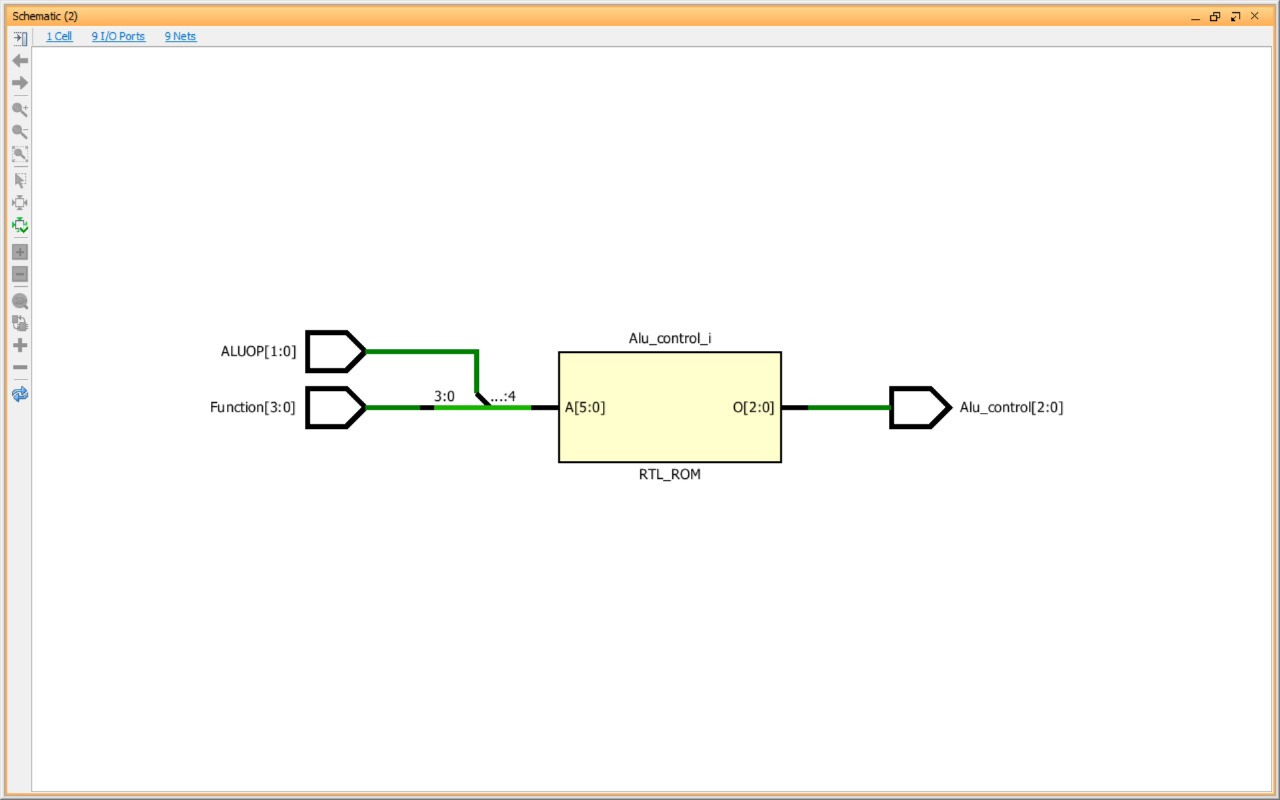 Schematic (2)
1 Cell 9 I/O Ports 9 Nets
Alu_control_i
ALUOP[1:0]
3:0 ...:4
Function[3:0] A[5:0] O[2:0] Alu_control[2:0]
RTL_ROM